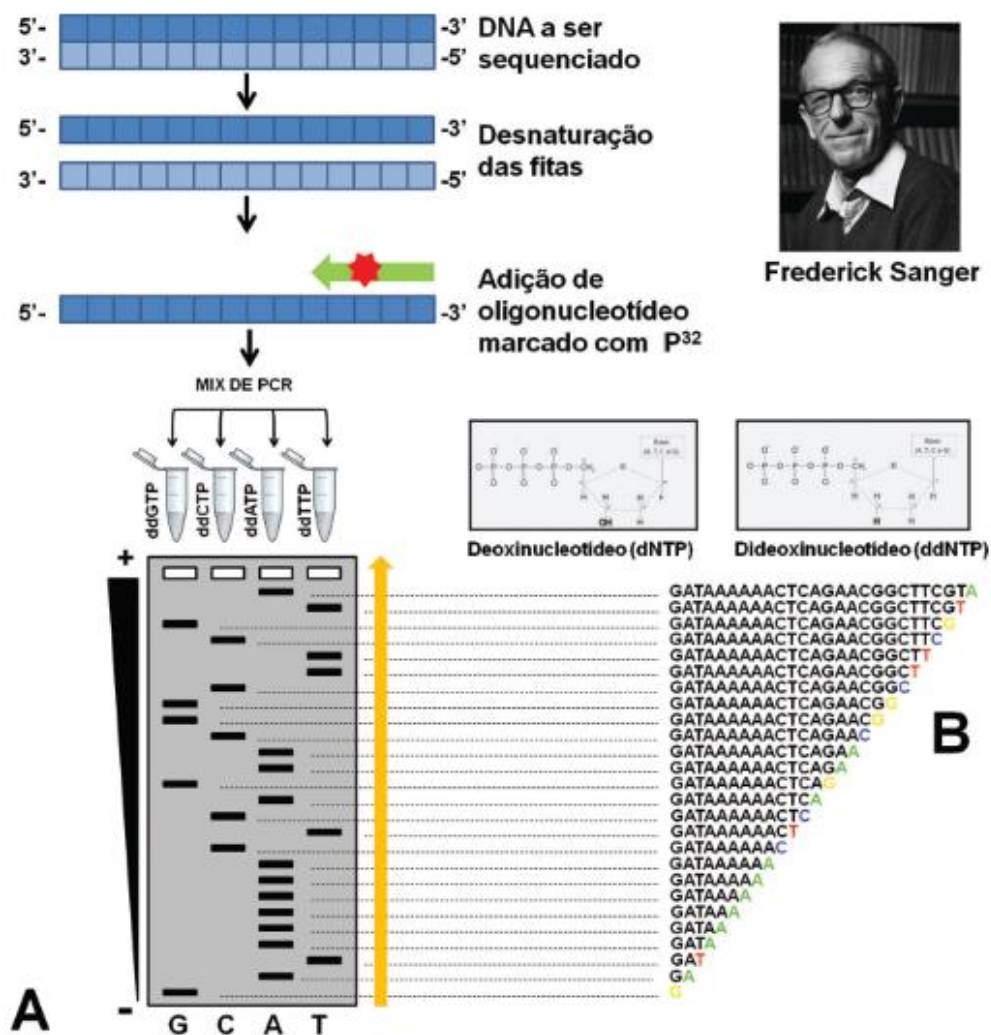 5'-
-3'
3'-
-5'
DNA a ser
sequenciado
5'-
-3'
3'-
-5'
Desnaturação
das fitas
Frederick Sanger
5'-
-3'
Adição de
oligonucleotídeo
marcado com P³²
MIX DE PCR
ddGTP
ddCTP
ddATP
ddTTP
Deoxinucleotídeo (dNTP)
Dideoxinucleotídeo (ddNTP)
+
-
GATAAAAAACTCAGAACGGCTTCGTA
GATAAAAAACTCAGAACGGCTTCGT
GATAAAAAACTCAGAACGGCTTCG
GATAAAAAACTCAGAACGGCTTC
GATAAAAAACTCAGAACGGCTT
GATAAAAAACTCAGAACGGCT
GATAAAAAACTCAGAACGGC
GATAAAAAACTCAGAACGG
GATAAAAAACTCAGAACG
GATAAAAAACTCAGAAC
GATAAAAAACTCAGAA
GATAAAAAACTCAGA
GATAAAAAACTCAG
GATAAAAAACTCA
GATAAAAAACTC
GATAAAAAACT
GATAAAAAAC
GATAAAAAA
GATAAAAA
GATAAAA
GATAAA
GATAA
GATA
GAT
GA
G
B
A
G C A T